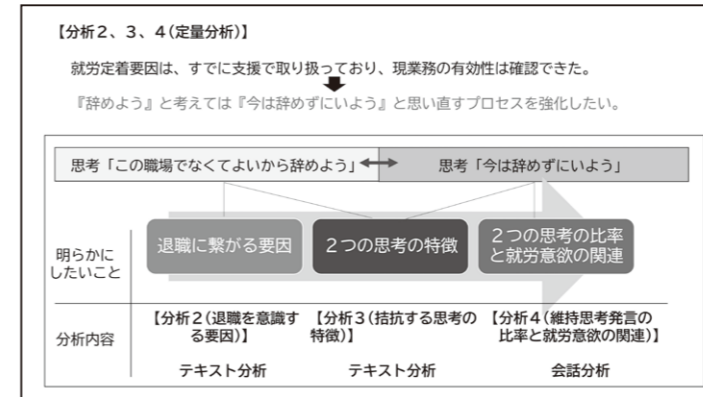 【分析2、3、4(定量分析)】
就労定着要因は、すでに支援で取り扱っており、現業務の有効性は確認できた。
『辞めよう』と考えては『今は辞めずにいよう』と思い直すプロセスを強化したい。
思考「この職場でなくてよいから辞めよう」
思考「今は辞めずにいよう」
明らかに
したいこと
退職に繋がる要因
2つの思考の特徴
2つの思考の比率
と就労意欲の関連
分析内容
【分析2(退職を意識す
る要因)】
【分析3(拮抗する思考の
特徴)】
【分析4(維持思考発言の
比率と就労意欲の関連)】
テキスト分析
テキスト分析
会話分析